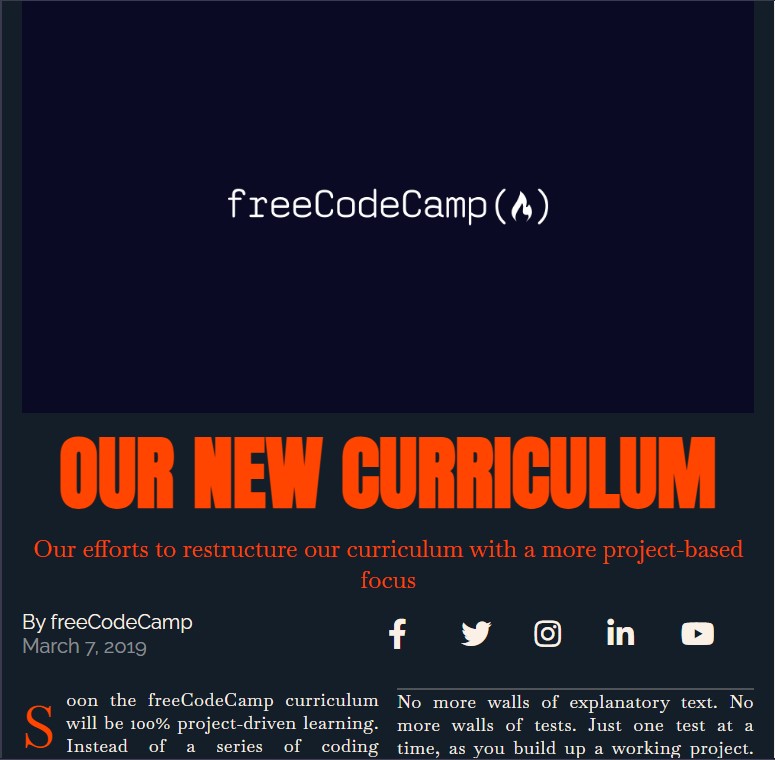 freeCodeCamp()
OUR NEW CURRICULUM
Our efforts to restructure our curriculum with a more project-based
focus
By freeCodeCamp
March 7, 2019
Soon the freeCodeCamp curriculum
will be 100% project-driven learning.
Instead of a series of coding
No more walls of explanatory text. No
more walls of tests. Just one test at a
time, as you build up a working project.